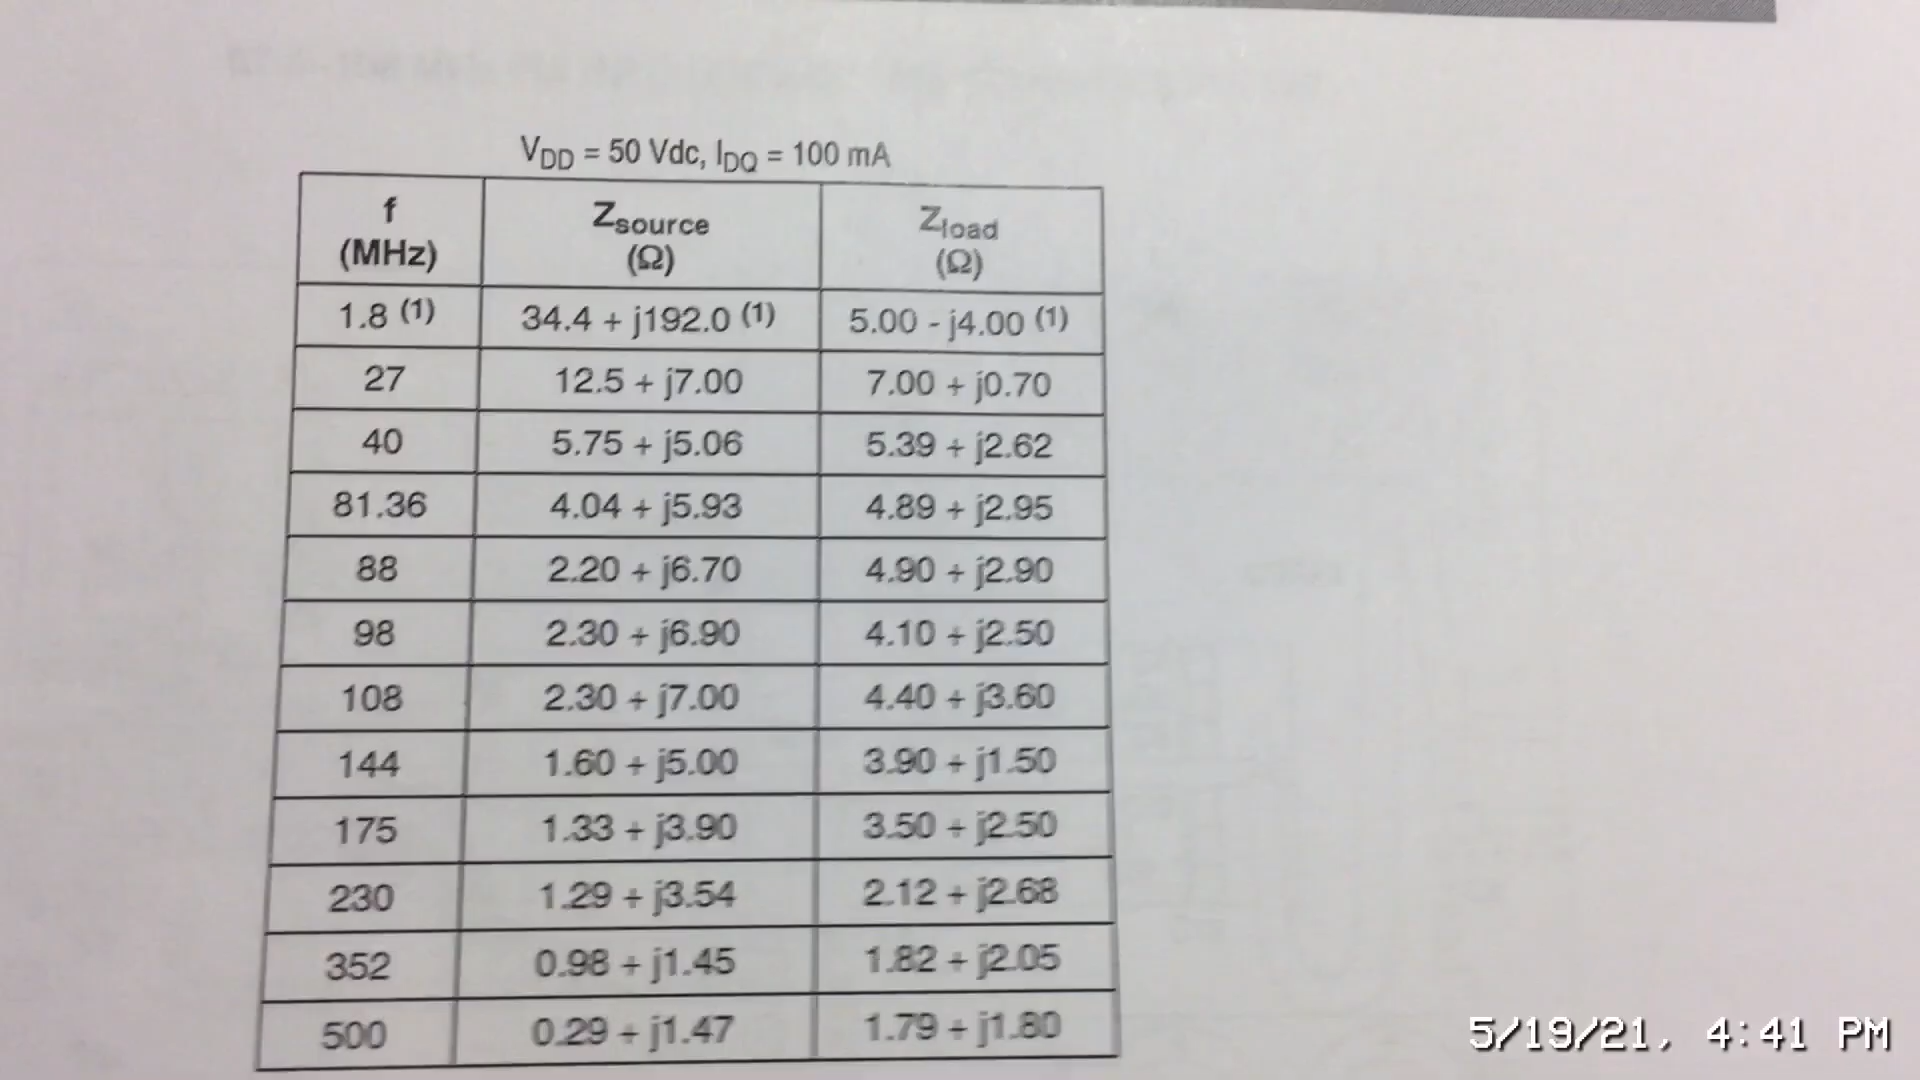 VDD = 50 Vdc, IDQ = 100 mA
f (MHz) Zsource (Ω) Zload (Ω)
1.8 (1) 34.4 + j192.0 (1) 5.00 - j4.00 (1)
27 12.5 + j7.00 7.00 + j0.70
40 5.75 + j5.06 5.39 + j2.62
81.36 4.04 + j5.93 4.89 + j2.95
88 2.20 + j6.70 4.90 + j2.90
98 2.30 + j6.90 4.10 + j2.50
108 2.30 + j7.00 4.40 + j3.60
144 1.60 + j5.00 3.90 + j1.50
175 1.33 + j3.90 3.50 + j2.50
230 1.29 + j3.54 2.12 + j2.68
352 0.98 + j1.45 1.82 + j2.05
500 0.29 + j1.47 1.79 + j1.80
5/19/21, 4:41 PM